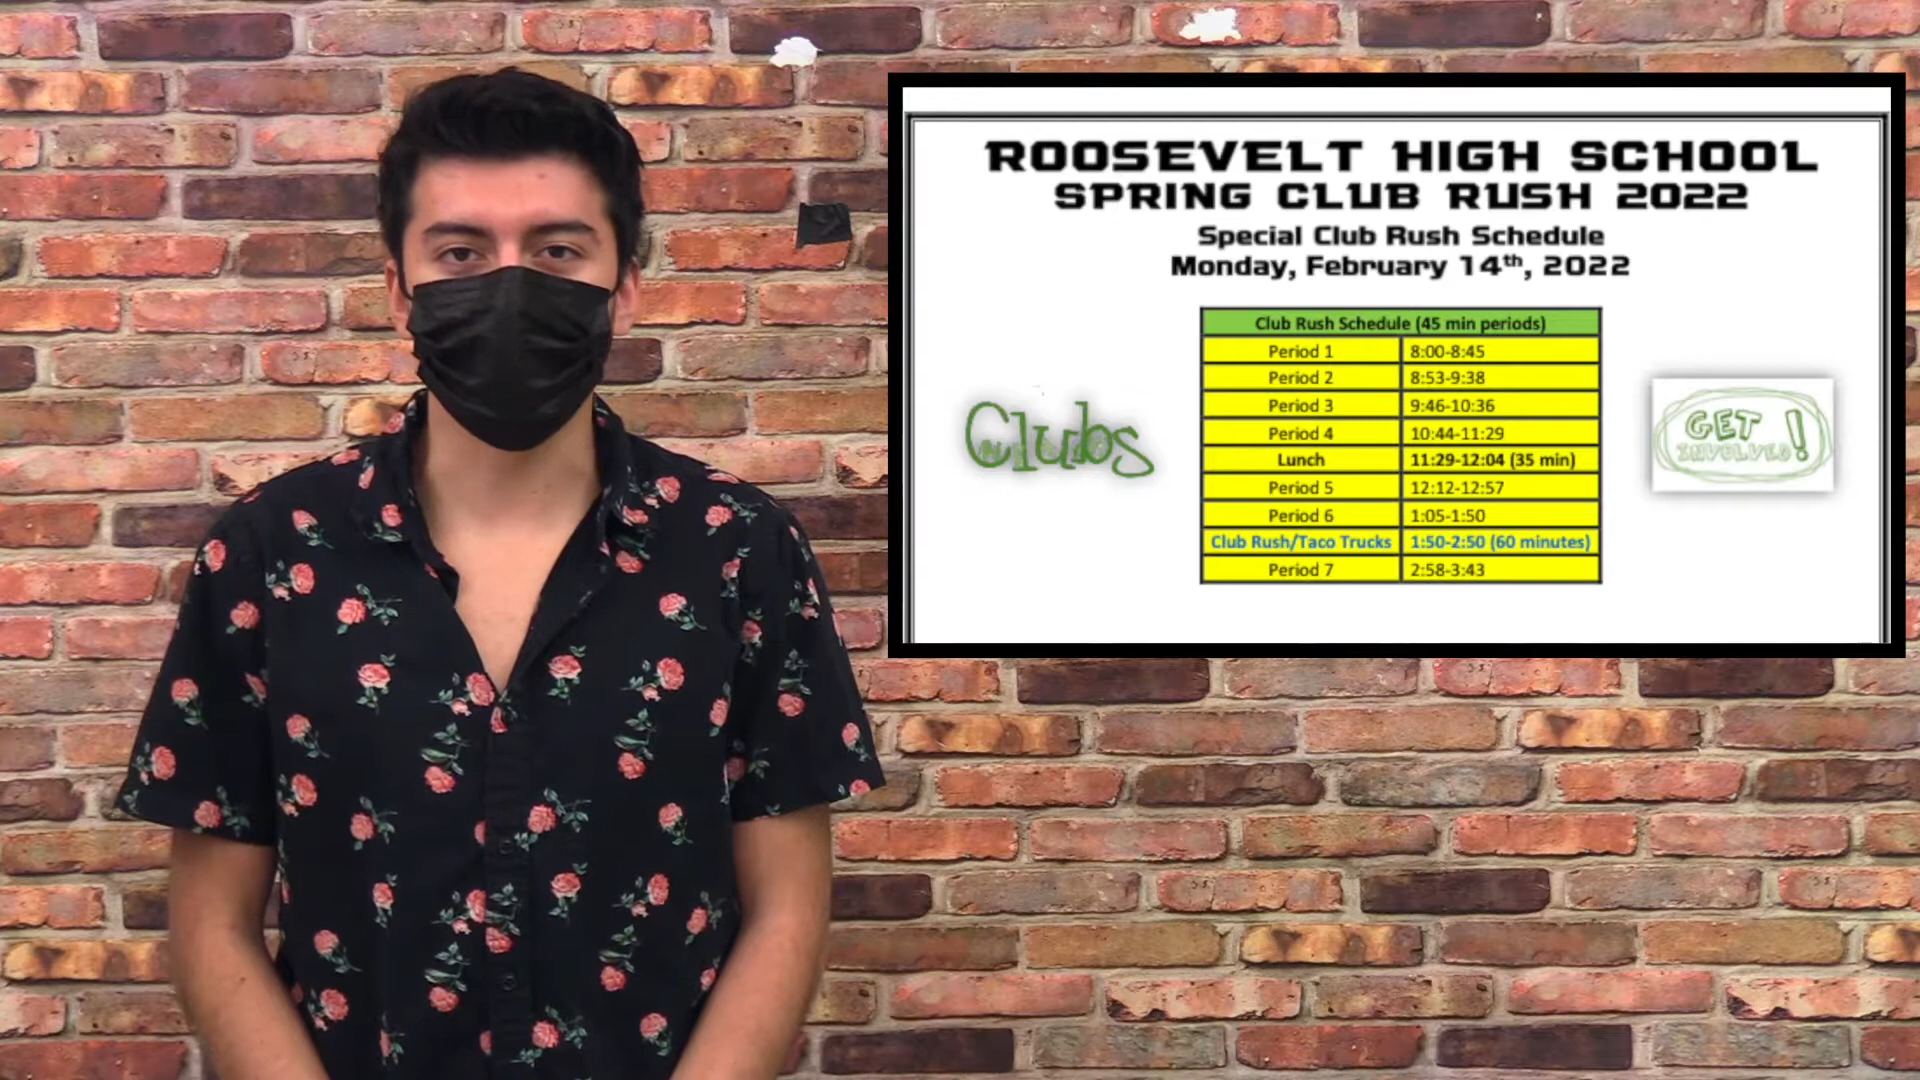 ROOSEVELT HIGH SCHOOL
SPRING CLUB RUSH 2022
Special Club Rush Schedule
Monday, February 14th, 2022
Club Rush Schedule (45 min periods)
Period 1 8:00-8:45
Period 2 8:53-9:38
Period 3 9:46-10:36
Period 4 10:44-11:29
Lunch 11:29-12:04 (35 min)
Period 5 12:12-12:57
Period 6 1:05-1:50
Club Rush/Taco Trucks 1:50-2:50 (60 minutes)
Period 7 2:58-3:43
Clubs
GET
INVOLVED!